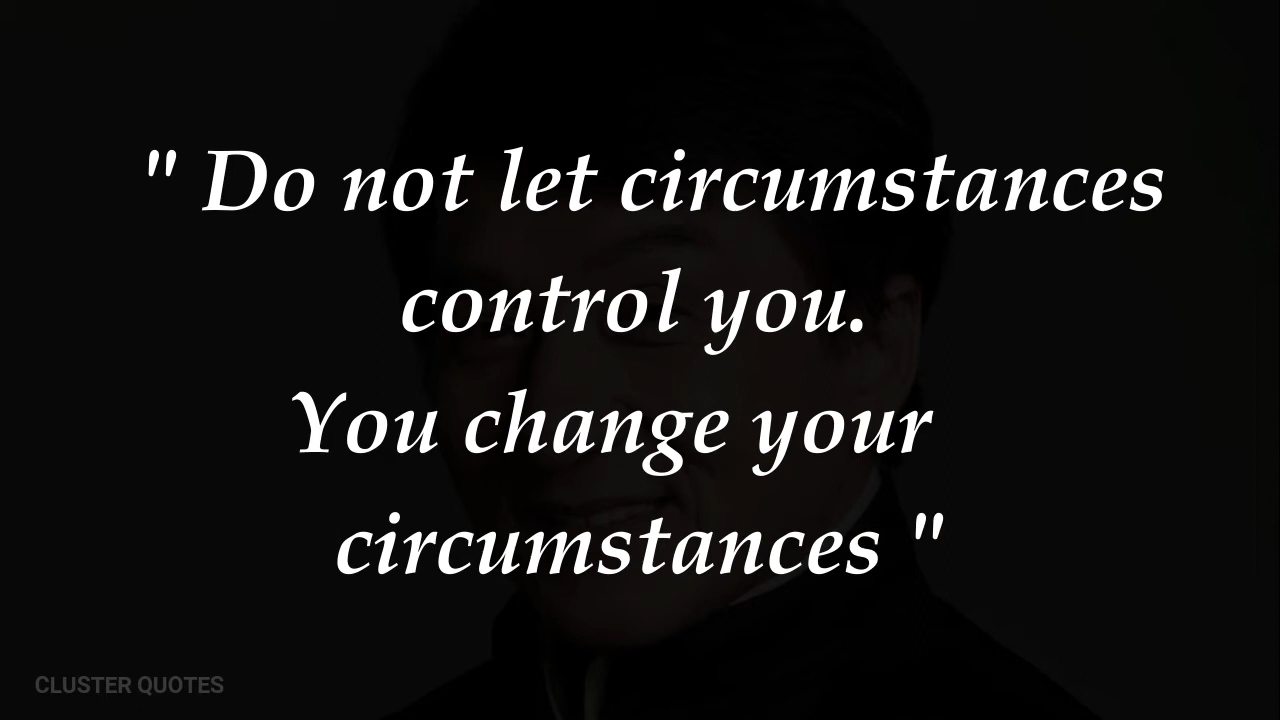 " Do not let circumstances
control you.
You change your
circumstances "
CLUSTER QUOTES